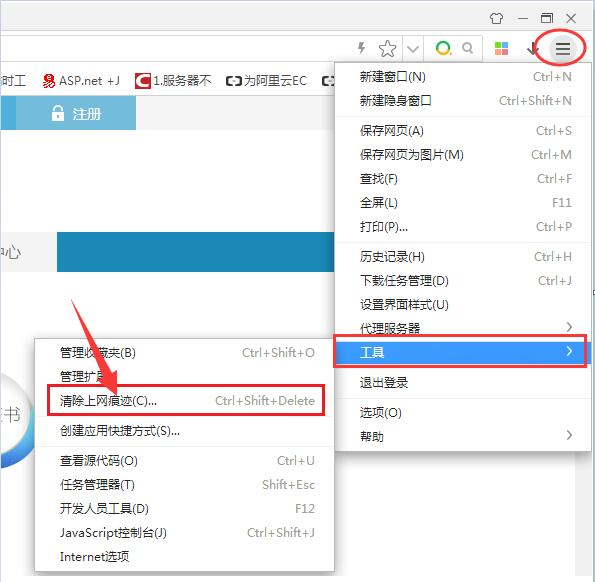 时工
ASP.net +J
1.服务器不
为阿里云EC
注册
中心
证书
新建窗口(N) Ctrl+N
新建隐身窗口 Ctrl+Shift+N
保存网页(A) Ctrl+S
保存网页为图片(M) Ctrl+M
查找(F) Ctrl+F
全屏(L) F11
打印(P)... Ctrl+P
历史记录(H) Ctrl+H
下载任务管理(D) Ctrl+J
设置界面样式(U)
代理服务器
工具
退出登录
选项(O)
帮助
管理收藏夹(B) Ctrl+Shift+O
管理扩展
清除上网痕迹(C)... Ctrl+Shift+Delete
创建应用快捷方式(S)...
查看源代码(O) Ctrl+U
任务管理器(T) Shift+Esc
开发人员工具(D) F12
JavaScript控制台(J) Ctrl+Shift+J
Internet选项